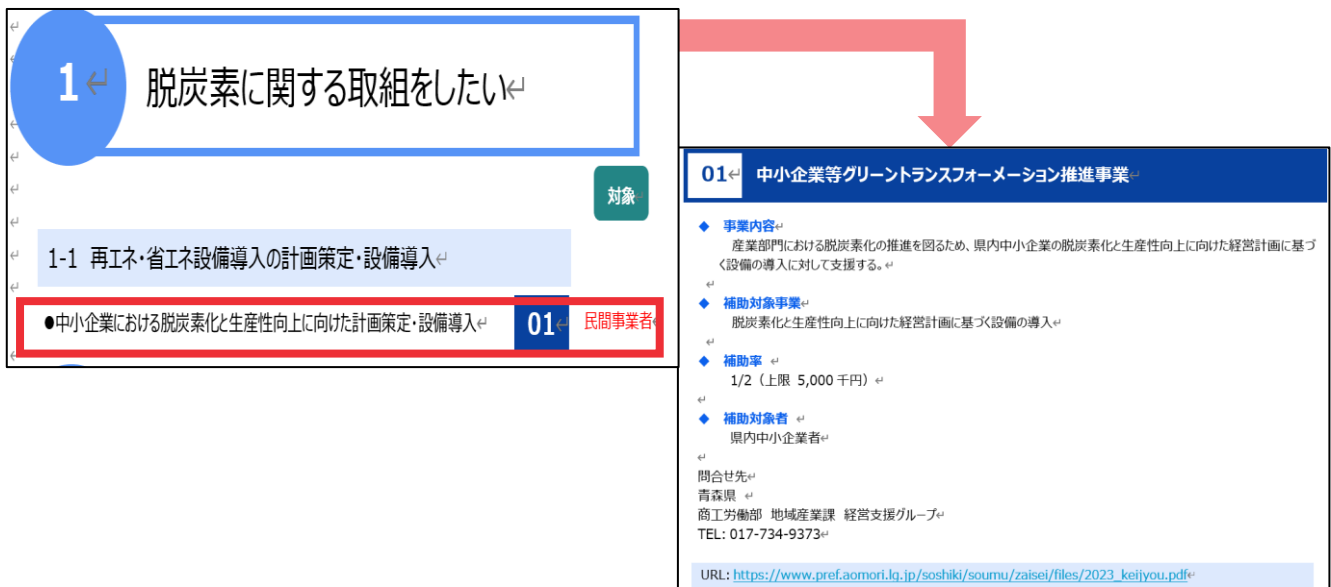 1 脱炭素に関する取組をしたい
対象
1-1 再エネ・省エネ設備導入の計画策定・設備導入
●中小企業における脱炭素化と生産性向上に向けた計画策定・設備導入 01 民間事業者
01 中小企業等グリーントランスフォーメーション推進事業
◆ 事業内容
産業部門における脱炭素化の推進を図るため、県内中小企業の脱炭素化と生産性向上に向けた経営計画に基づ
く設備の導入に対して支援する。
◆ 補助対象事業
脱炭素化と生産性向上に向けた経営計画に基づく設備の導入
◆ 補助率
1/2（上限 5,000 千円）
◆ 補助対象者
県内中小企業者
問合せ先
青森県
商工労働部 地域産業課 経営支援グループ
TEL: 017-734-9373
URL: https://www.pref.aomori.lg.jp/soshiki/soumu/zaisei/files/2023_keijyou.pdf